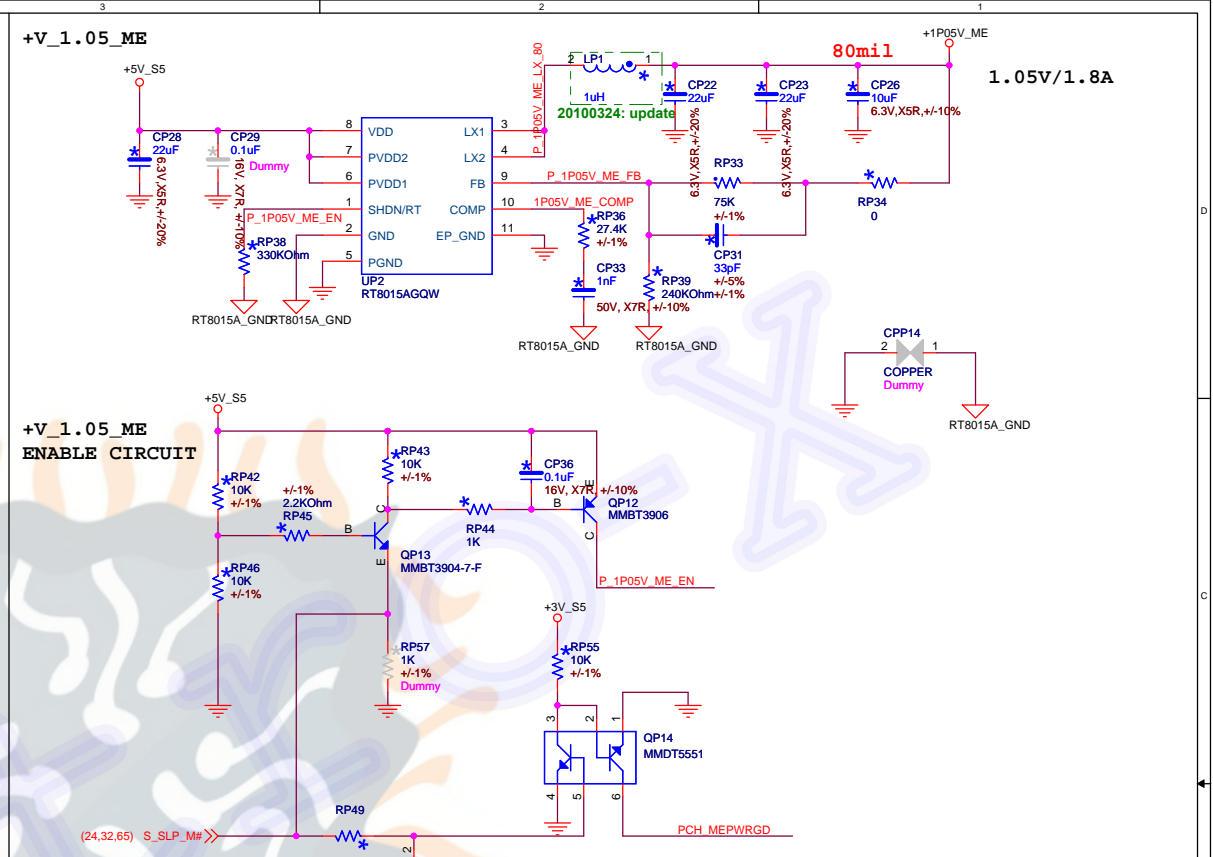 3
2
1
+V_1.05_ME
+5V_S5
CP28
22uF
6.3V,X5R,+/-20%
CP29
0.1uF
Dummy
16V, X7R, +/-10%
P_1P05V_ME_EN
RP38
330KOhm
RT8015A_GND
RT8015A_GND
8
VDD
7
PVDD2
6
PVDD1
1
SHDN/RT
2
GND
5
PGND
LX1
3
LX2
4
FB
9
COMP
10
EP_GND
11
UP2
RT8015AGQW
P_1P05V_ME_LX_80
2
LP1
1
1uH
20100324: update
80mil
+1P05V_ME
1.05V/1.8A
CP22
22uF
6.3V,X5R,+/-20%
CP23
22uF
6.3V,X5R,+/-20%
CP26
10uF
6.3V,X5R,+/-10%
P_1P05V_ME_FB
RP33
75K
+/-1%
RP34
0
1P05V_ME_COMP
RP36
27.4K
+/-1%
CP33
1nF
50V, X7R, +/-10%
CP31
33pF
+/-5%
RP39
240KOhm
+/-1%
RT8015A_GND
RT8015A_GND
D
CPP14
2
1
COPPER
Dummy
RT8015A_GND
+V_1.05_ME
ENABLE CIRCUIT
+5V_S5
RP42
10K
+/-1%
+/-1%
2.2KOhm
RP45
RP43
10K
+/-1%
CP36
0.1uF
16V, X7R, +/-10%
B
C
E
QP13
MMBT3904-7-F
RP44
1K
B
E
C
QP12
MMBT3906
P_1P05V_ME_EN
RP46
10K
+/-1%
RP57
1K
+/-1%
Dummy
+3V_S5
RP55
10K
+/-1%
C
3
2
1
QP14
MMDT5551
4
5
6
RP49
(24,32,65)
S_SLP_M#
PCH_MEPWRGD
2